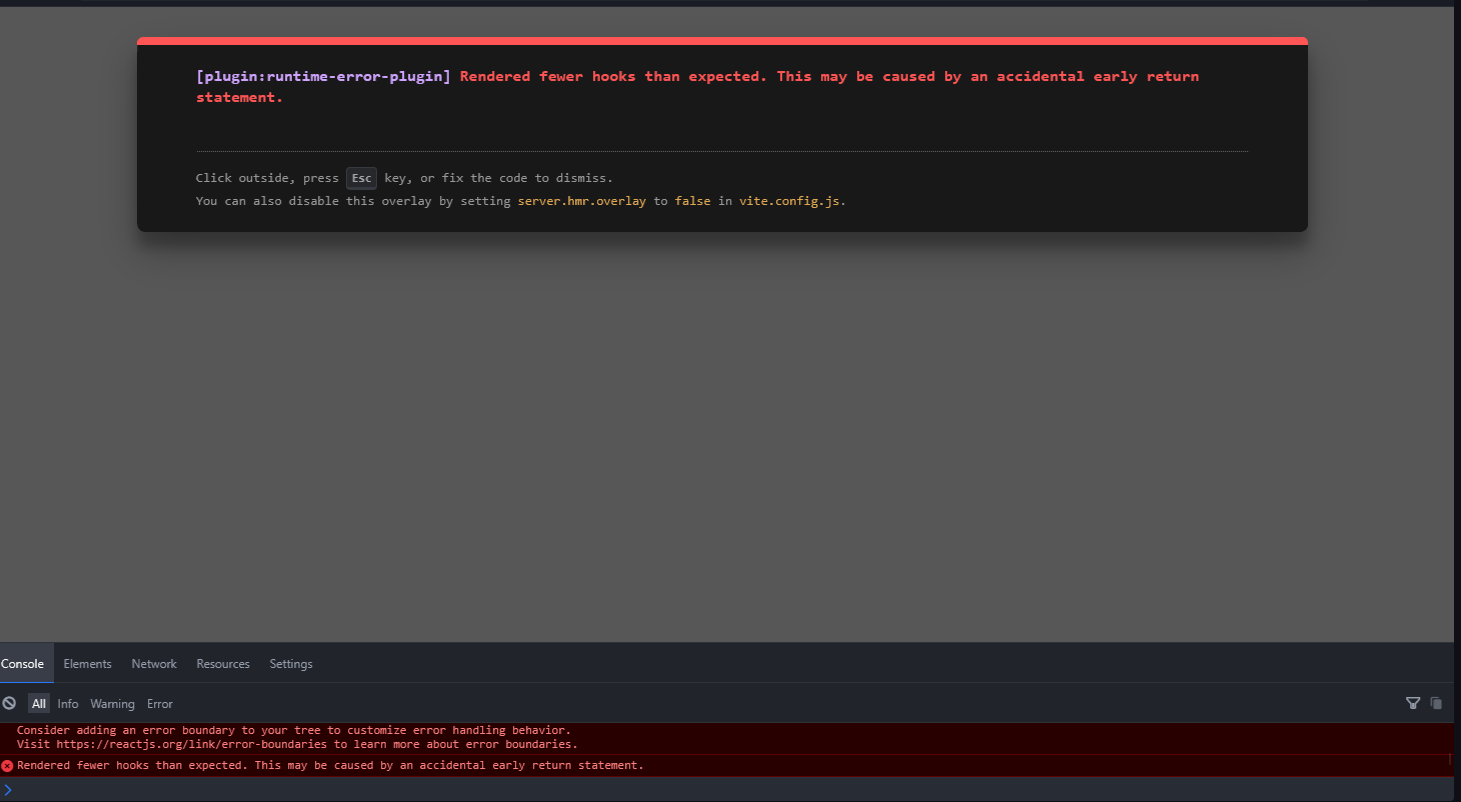 [plugin:runtime-error-plugin] Rendered fewer hooks than expected. This may be caused by an accidental early return
statement.
Click outside, press Esc key, or fix the code to dismiss.
You can also disable this overlay by setting server.hmr.overlay to false in vite.config.js.
Console Elements Network Resources Settings
All Info Warning Error
Consider adding an error boundary to your tree to customize error handling behavior.
Visit https://reactjs.org/link/error-boundaries to learn more about error boundaries.
Rendered fewer hooks than expected. This may be caused by an accidental early return statement.